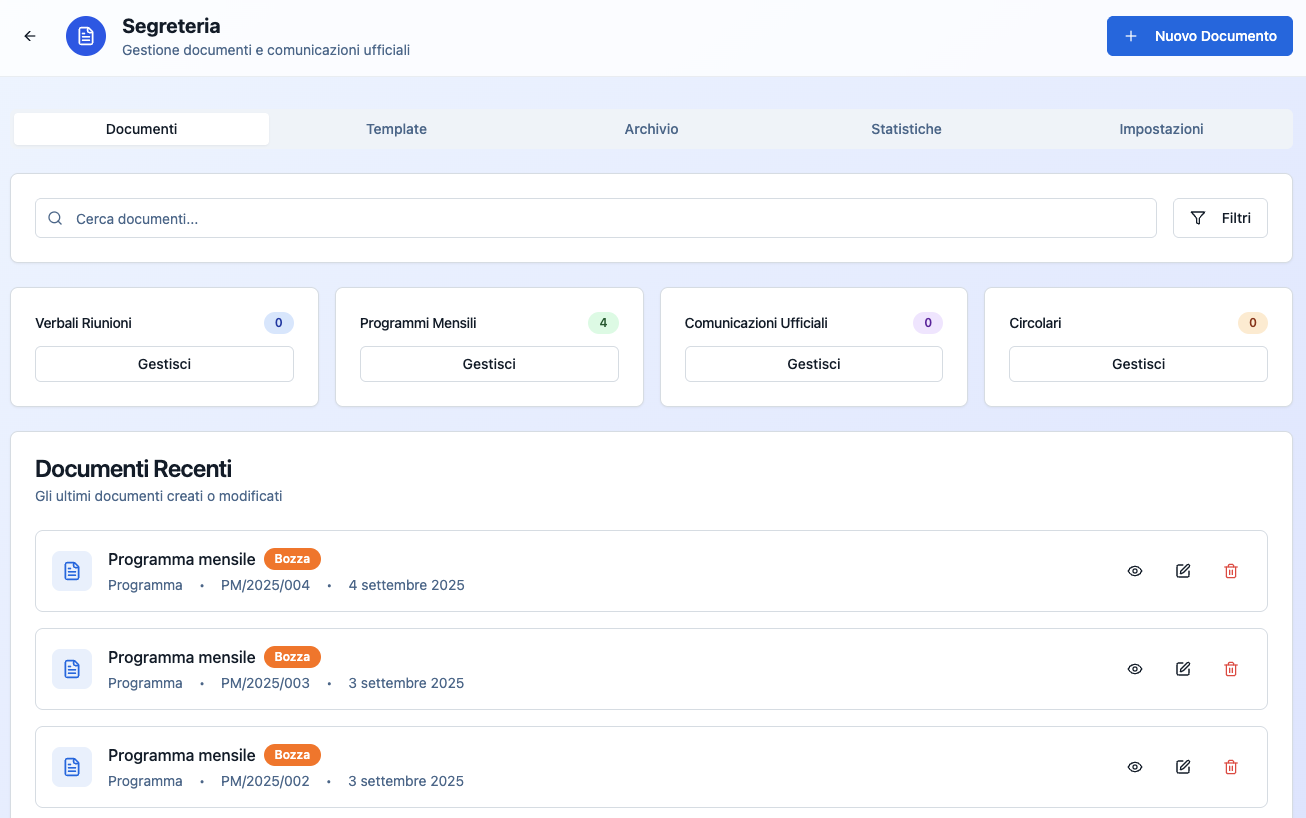 Segreteria
Gestione documenti e comunicazioni ufficiali
Nuovo Documento
Documenti
Template
Archivio
Statistiche
Impostazioni
Cerca documenti...
Filtri
Verbali Riunioni
0
Gestisci
Programmi Mensili
4
Gestisci
Comunicazioni Ufficiali
0
Gestisci
Circolari
0
Gestisci
Documenti Recenti
Gli ultimi documenti creati o modificati
Programma mensile Bozza
Programma • PM/2025/004 • 4 settembre 2025
Programma mensile Bozza
Programma • PM/2025/003 • 3 settembre 2025
Programma mensile Bozza
Programma • PM/2025/002 • 3 settembre 2025